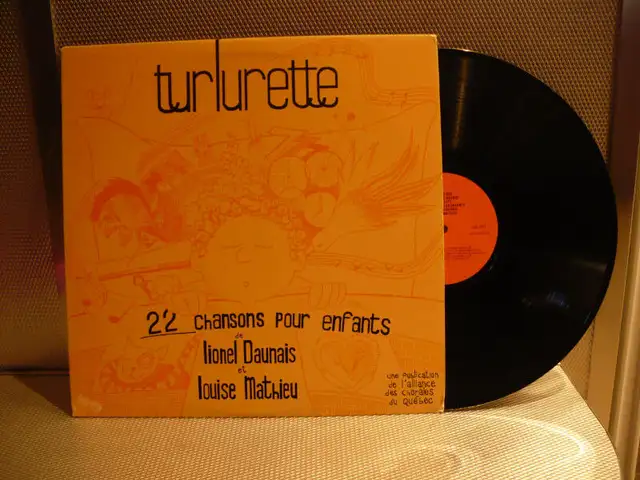 turlurette
22 chansons pour enfants
de
lionel Daunais
et
louise Mathieu
une publication
de l'alliance
des chorales
du Québec